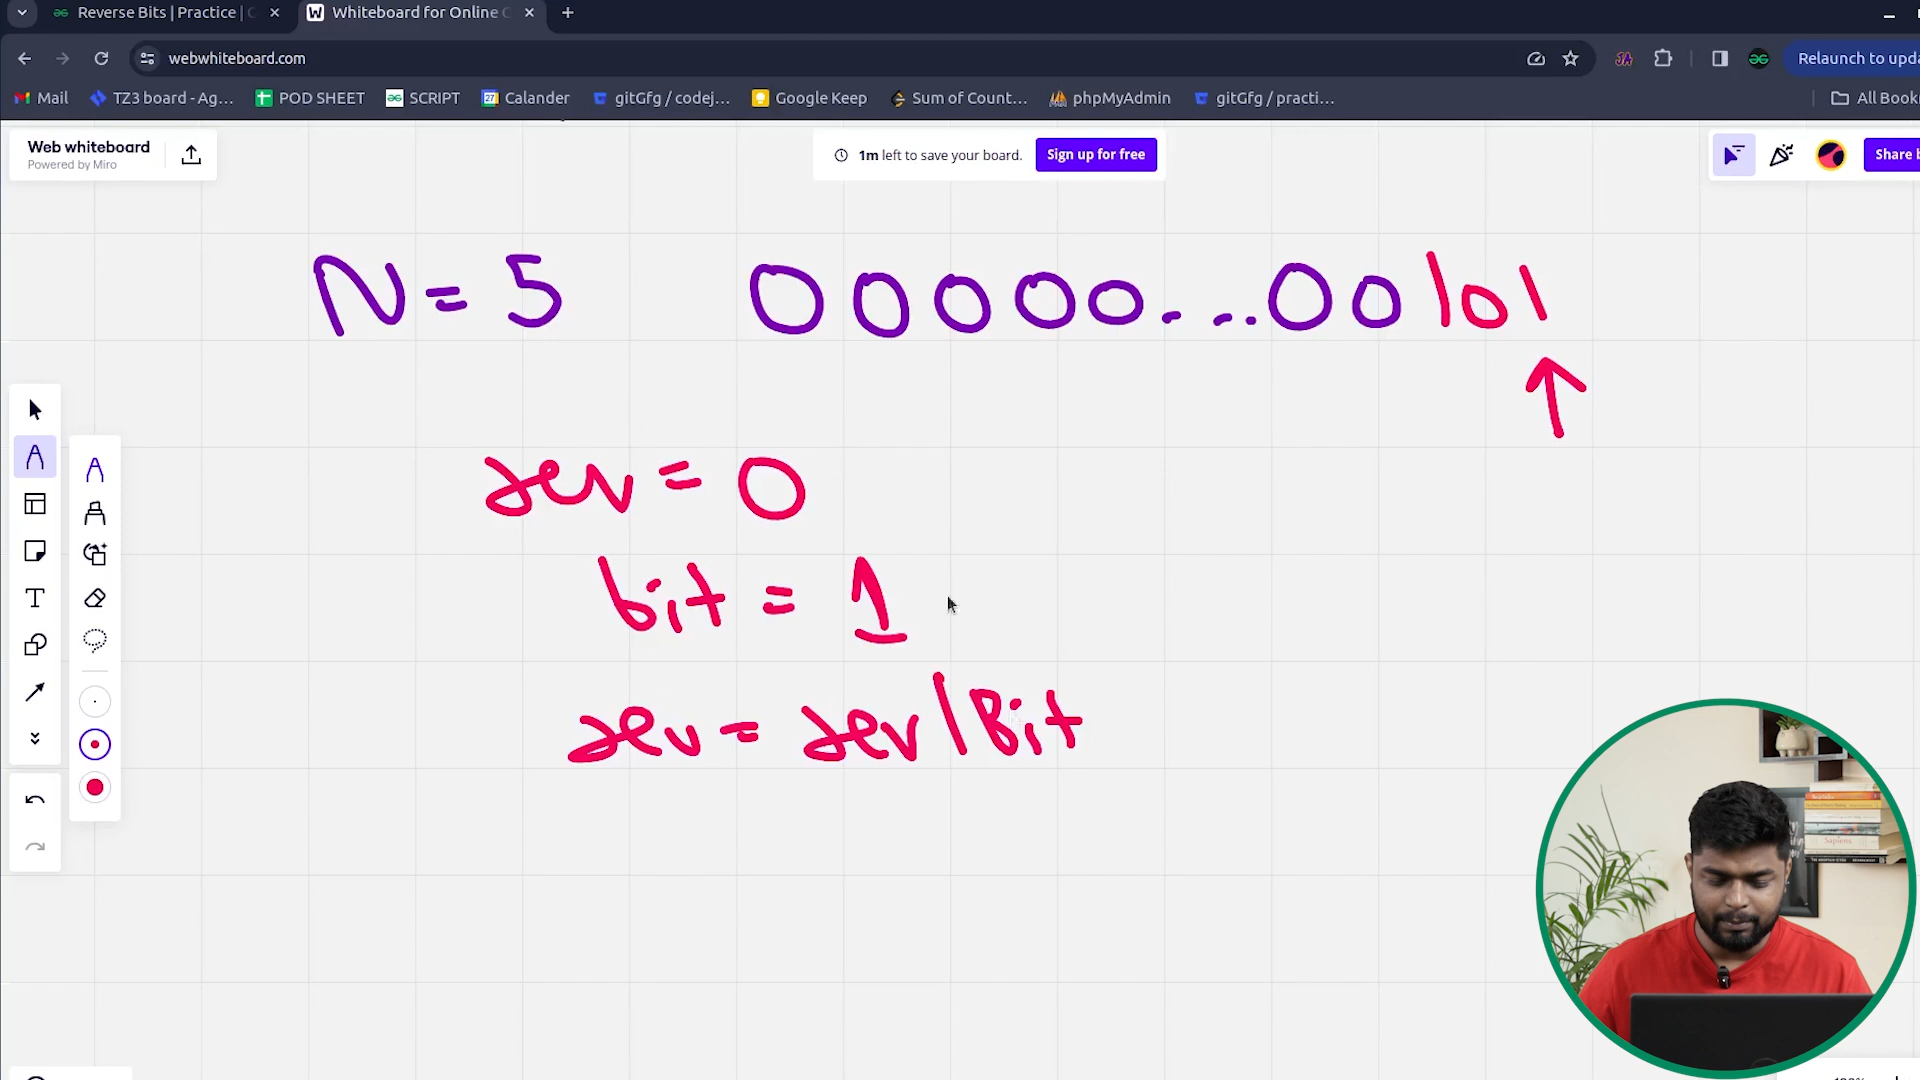 Reverse Bits | Practice |
Whiteboard for Online
webwhiteboard.com
Relaunch to upda
Mail
TZ3 board - Ag...
POD SHEET
SCRIPT
Calander
gitGfg / codej...
Google Keep
Sum of Count...
phpMyAdmin
gitGfg / practi...
All Book
Web whiteboard
Powered by Miro
1m left to save your board.
Sign up for free
Share
N = 5 00000...00101
rev = 0
bit = 1
rev = rev | Bit